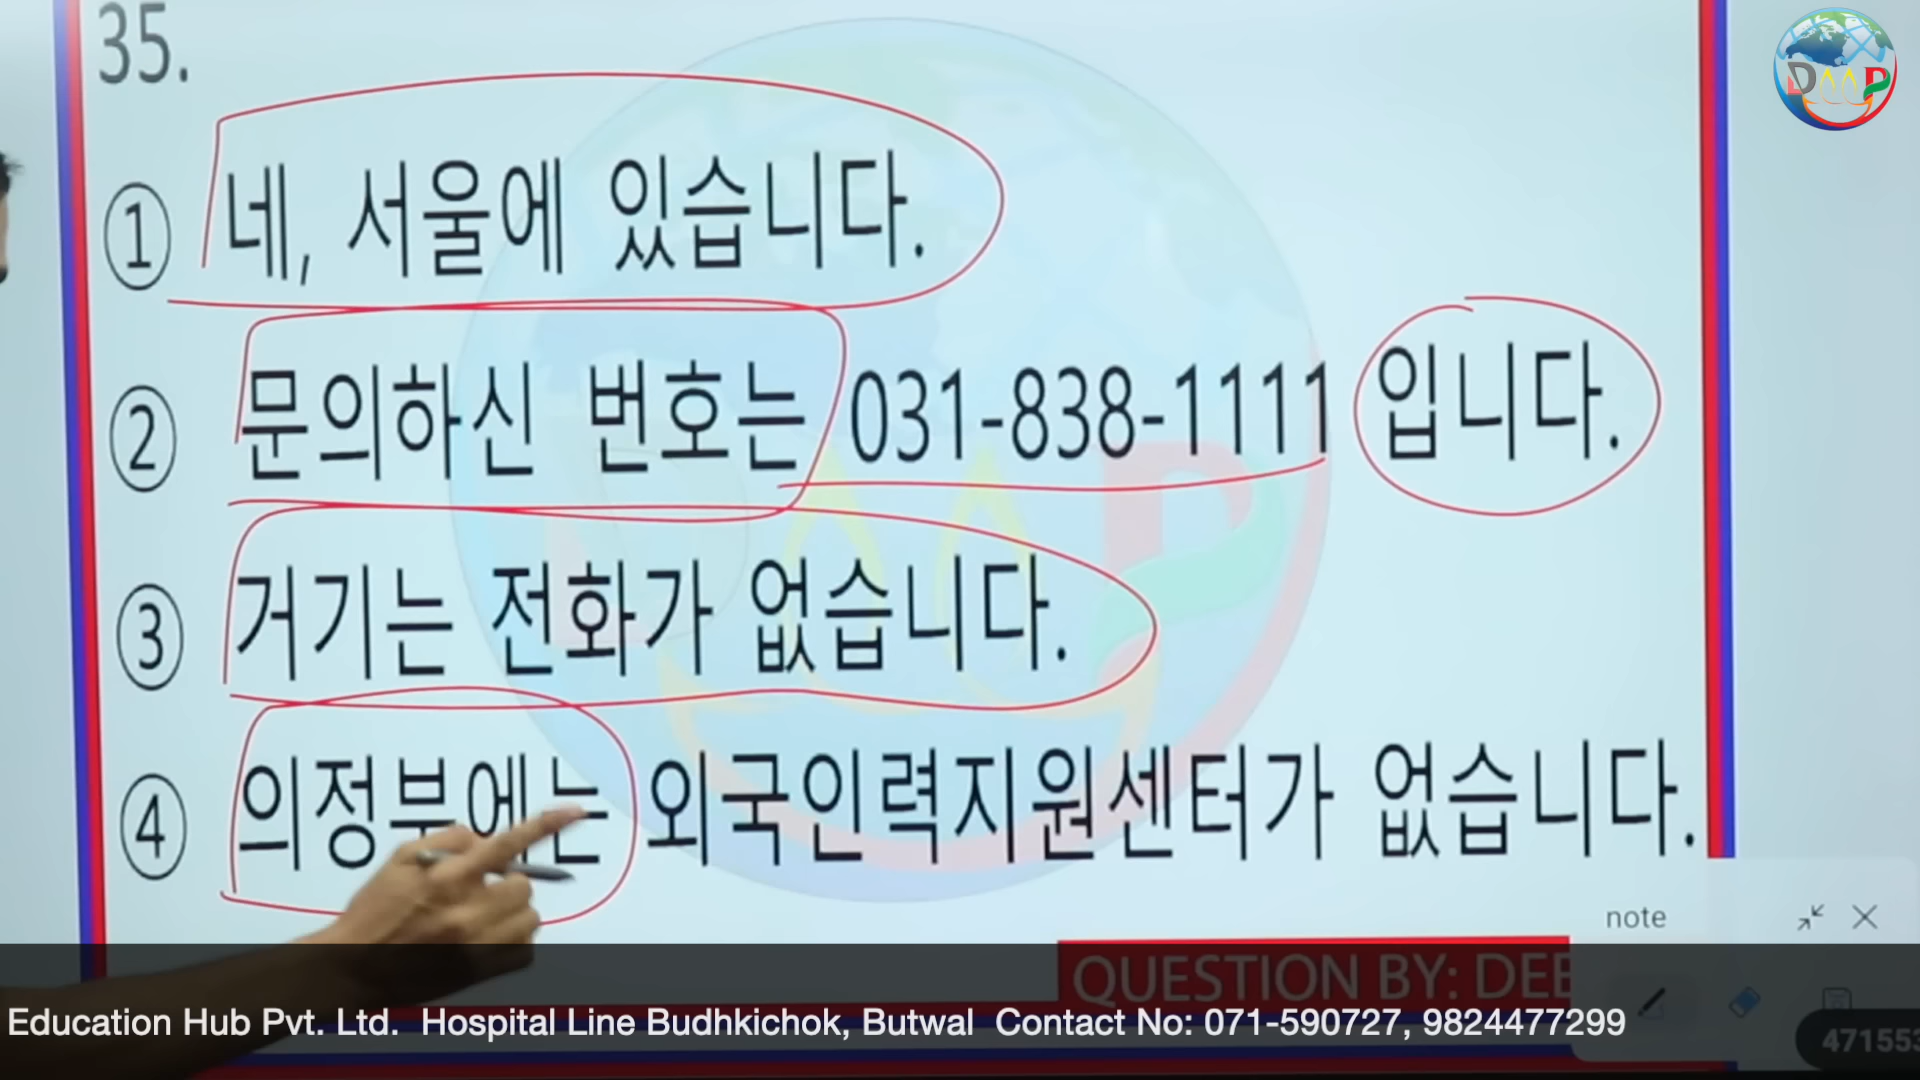 35.
① 네, 서울에 있습니다.
② 문의하신 번호는 031-838-1111 입니다.
③ 거기는 전화가 없습니다.
④ 의정부에는 외국인력지원센터가 없습니다.
note
QUESTION BY: DEE
Education Hub Pvt. Ltd. Hospital Line Budhkichok, Butwal Contact No: 071-590727, 9824477299
471553
DAAP